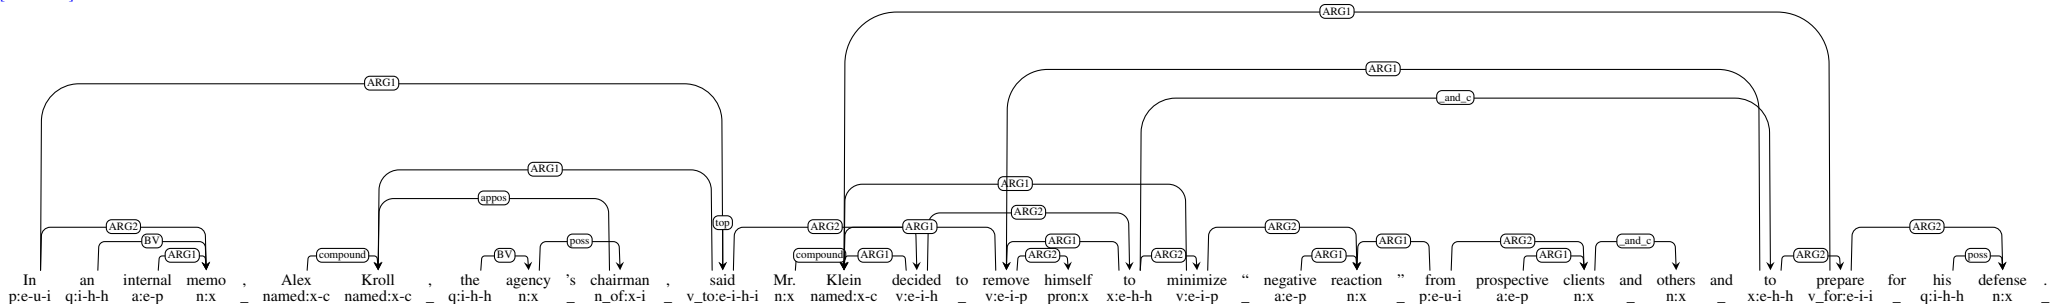 ARG1
ARG1
ARG1
_and_c
ARG1
ARG1
appos
ARG2
ARG2
top
ARG2
ARG1
ARG2
ARG2
BV
poss
ARG1
ARG1
ARG2
_and_c
ARG1
compound
BV
compound
ARG1
ARG2
ARG2
ARG1
ARG1
ARG2
poss
In an internal memo , Alex Kroll , the agency 's chairman , said Mr. Klein decided to remove himself to minimize “ negative reaction ” from prospective clients and others and to prepare for his defense .
p:e-u-i q:i-h-h a:e-p n:x _ named:x-c named:x-c _ q:i-h-h n:x _ n_of:x-i _ v_to:e-i-h-i n:x named:x-c v:e-i-h _ v:e-i-p pron:x x:e-h-h v:e-i-p _ a:e-p n:x _ p:e-u-i a:e-p n:x _ n:x _ x:e-h-h v_for:e-i-i _ q:i-h-h n:x _